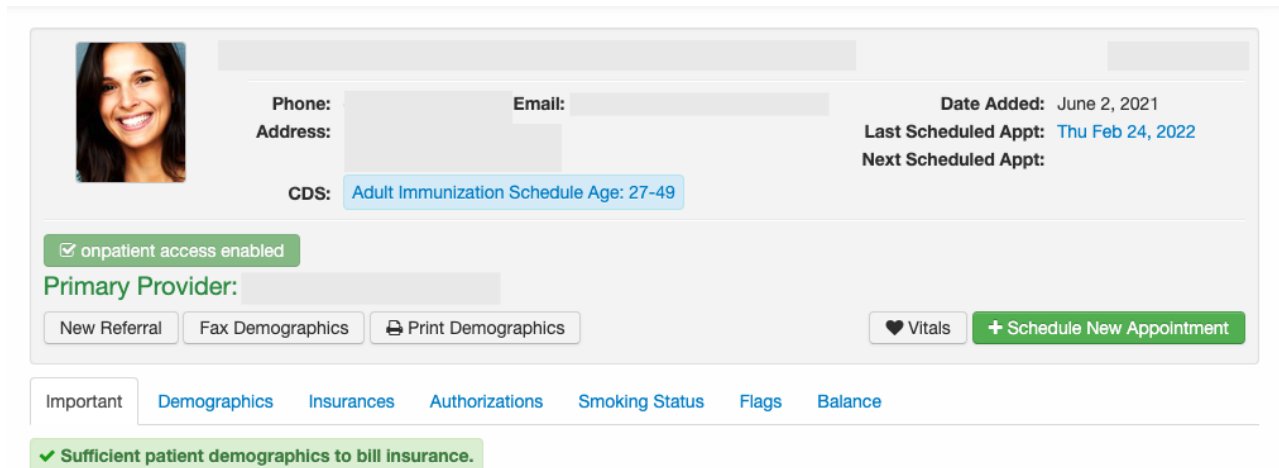 Phone: Email: Date Added: June 2, 2021
Address: Last Scheduled Appt: Thu Feb 24, 2022
Next Scheduled Appt:
CDS: Adult Immunization Schedule Age: 27-49
onpatient access enabled
Primary Provider:
New Referral Fax Demographics Print Demographics Vitals + Schedule New Appointment
Important Demographics Insurances Authorizations Smoking Status Flags Balance
Sufficient patient demographics to bill insurance.